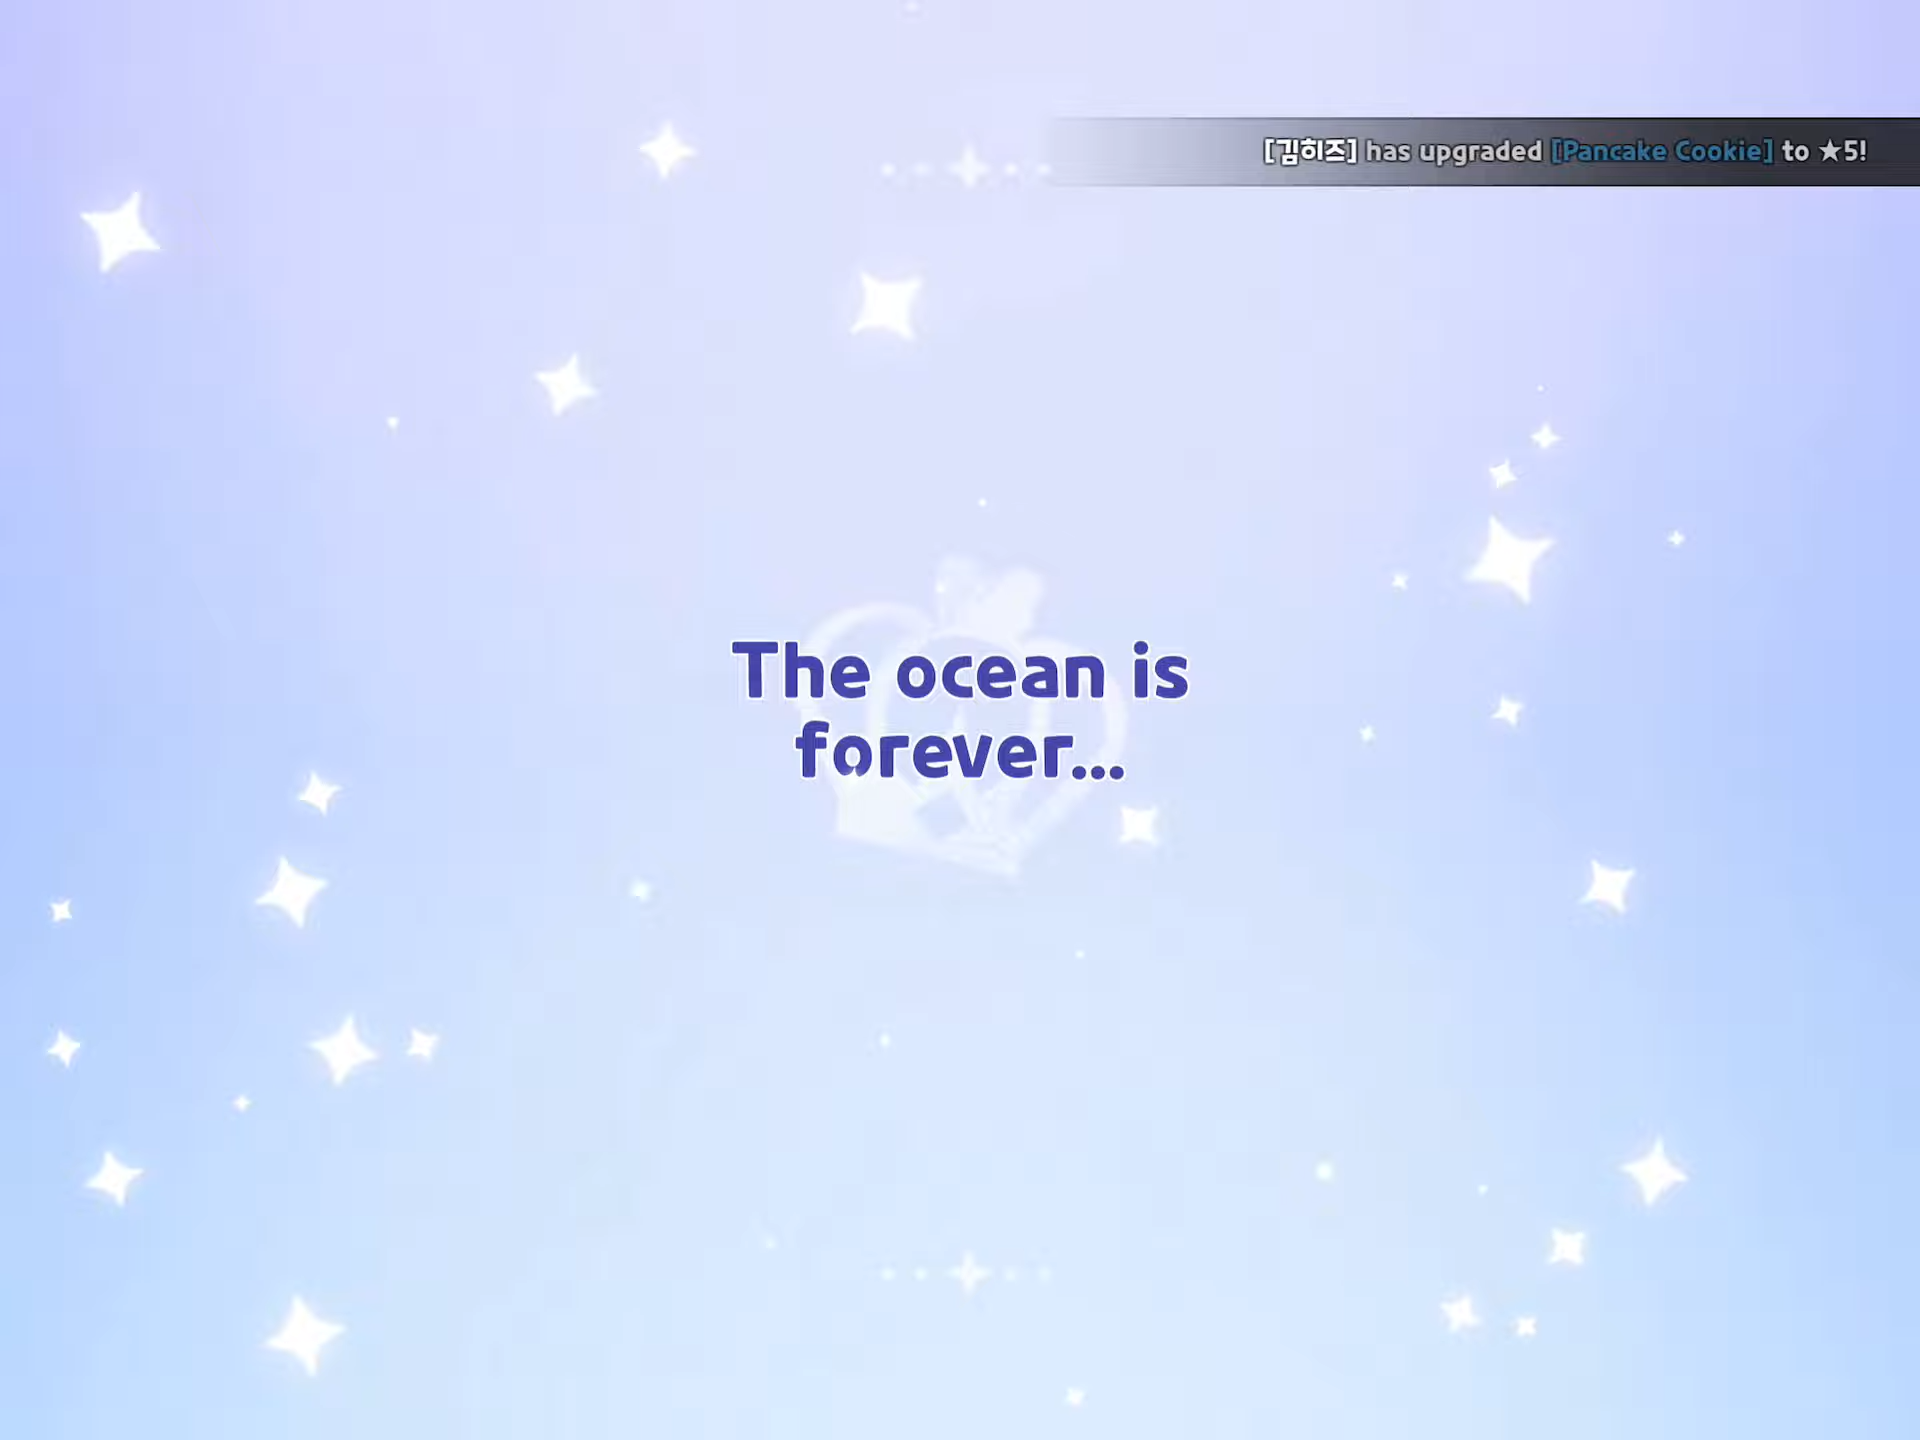 [김히즈] has upgraded [Pancake Cookie] to ★5!
The ocean is
forever...